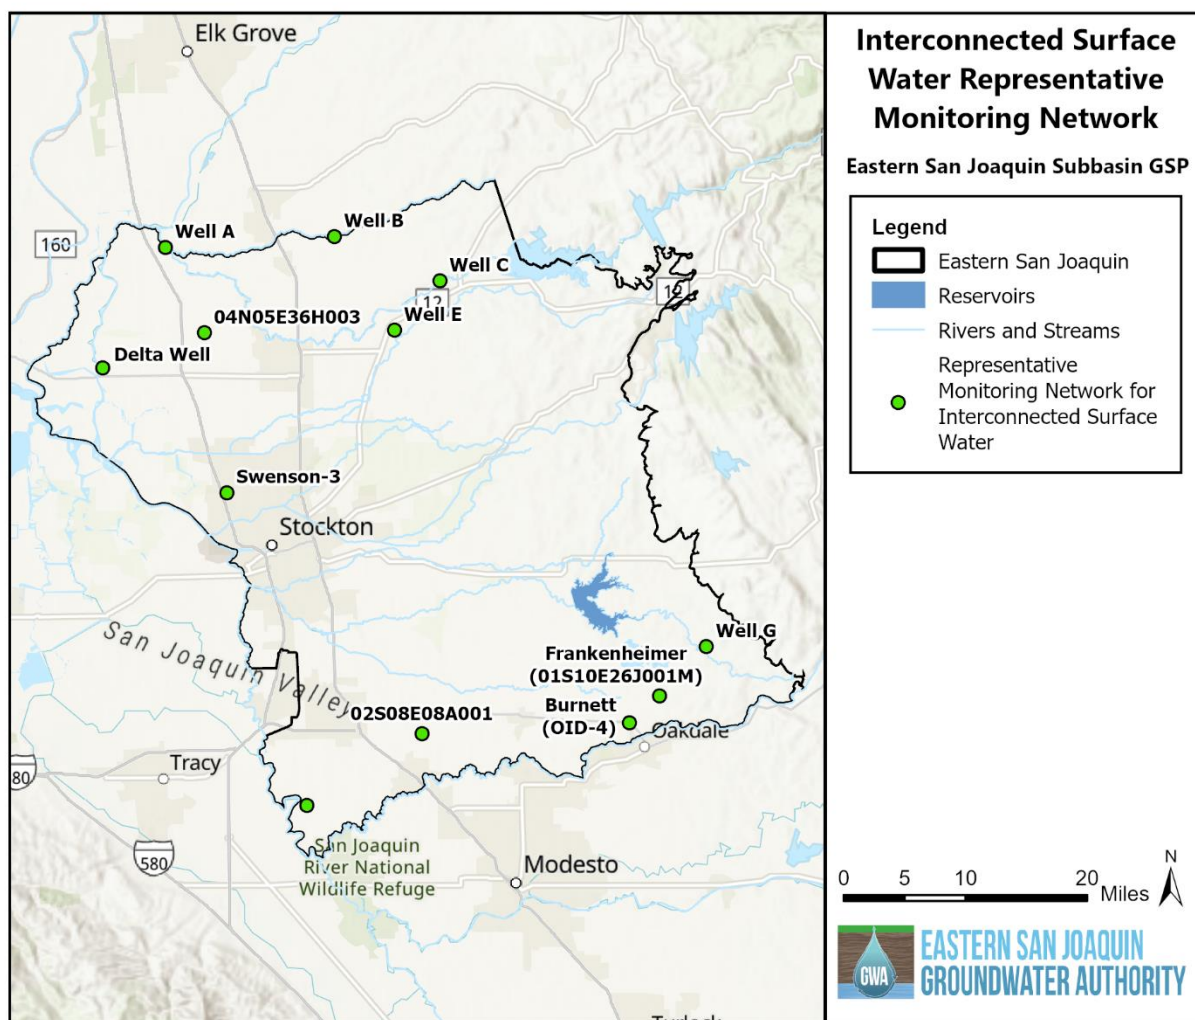 Elk Grove
160
Well A
Well B
Well C
12
12
Well E
04N05E36H003
Delta Well
Swenson-3
Stockton
San Joaquin Valley
Well G
Frankenheimer
(01S10E26J001M)
Burnett
(OID-4)
Oakdale
02S08E08A001
Tracy
80
580
San Joaquin
River National
Wildlife Refuge
Modesto
Turlock
Interconnected Surface
Water Representative
Monitoring Network
Eastern San Joaquin Subbasin GSP
Legend
Eastern San Joaquin
Reservoirs
Rivers and Streams
Representative
Monitoring Network for
Interconnected Surface
Water
0 5 10 20
Miles
N
GWA
EASTERN SAN JOAQUIN
GROUNDWATER AUTHORITY